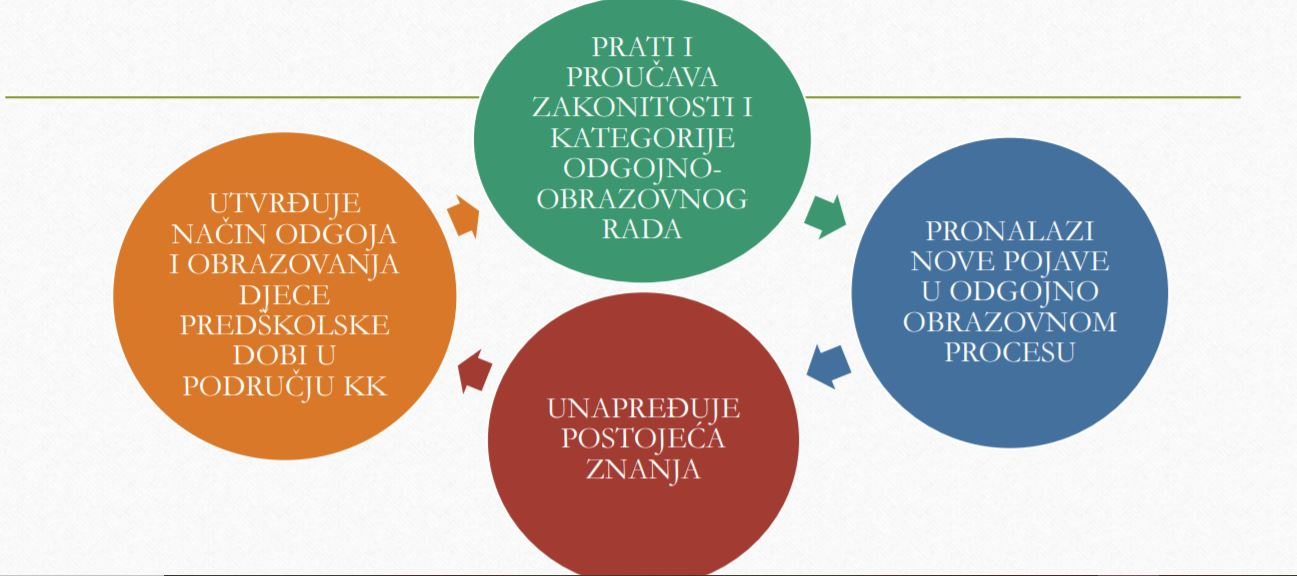 PRATI I
PROUČAVA
ZAKONITOSTI I
KATEGORIJE
ODGOJNO-
OBRAZOVNOG
RADA
PRONALAZI
NOVE POJAVE
U ODGOJNO
OBRAZOVNOM
PROCESU
UNAPREĐUJE
POSTOJEĆA
ZNANJA
UTVRĐUJE
NAČIN ODGOJA
I OBRAZOVANJA
DJECE
PREDŠKOLSKE
DOBI U
PODRUČJU KK